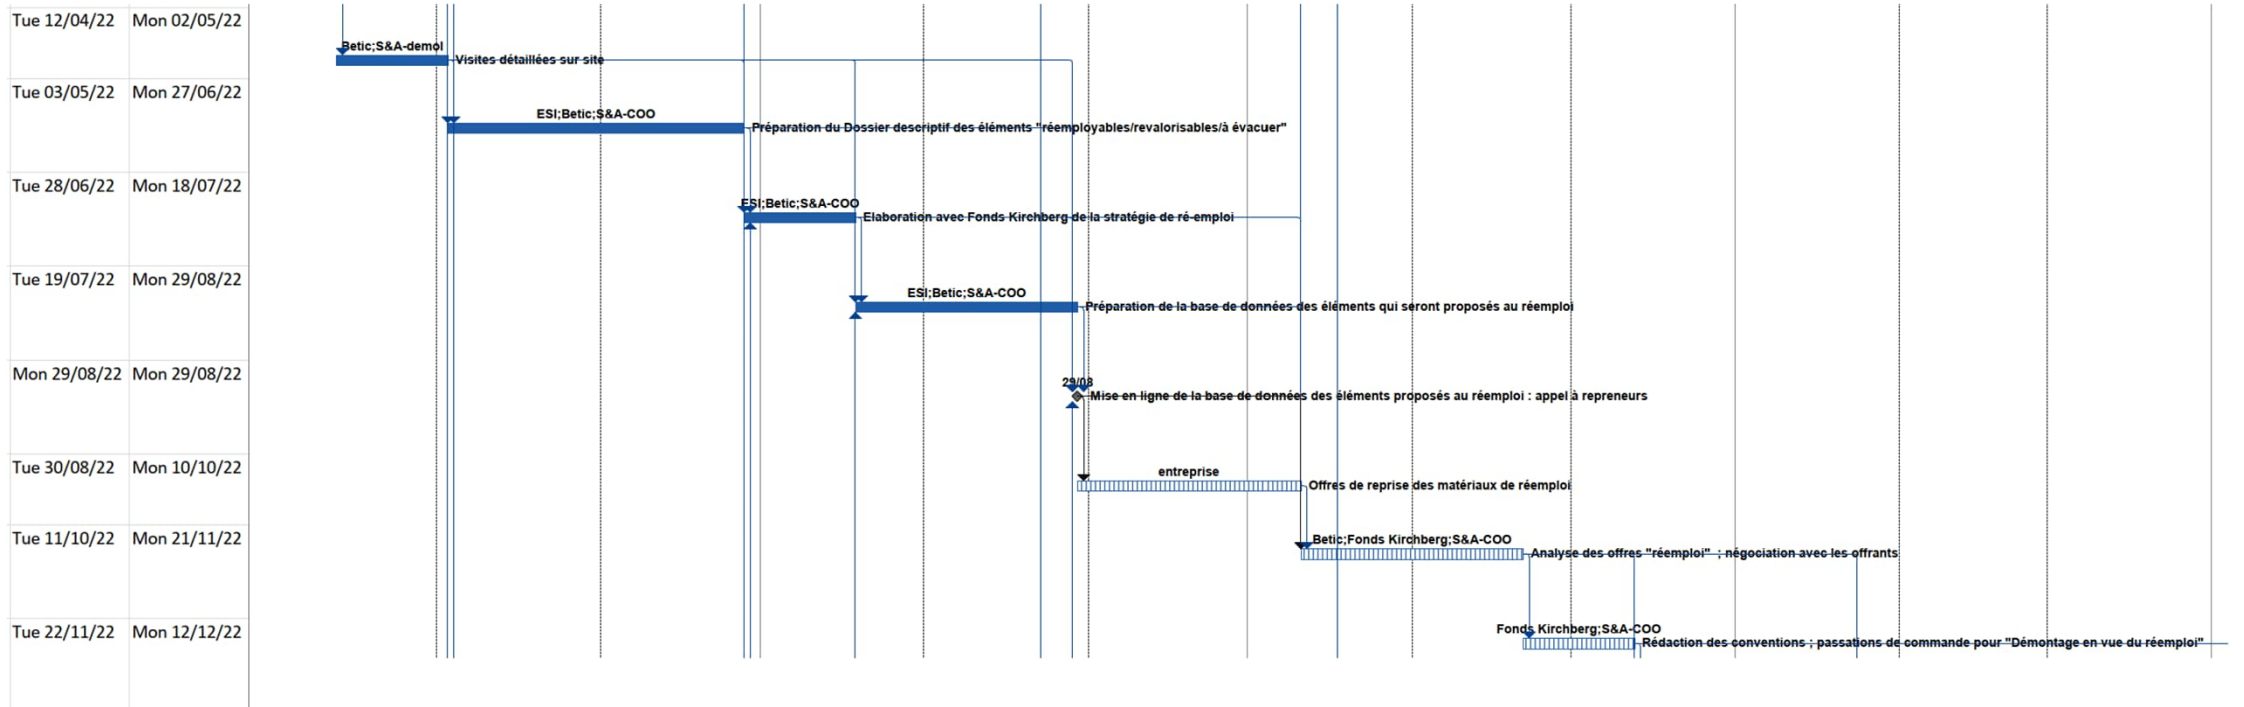 Tue 12/04/22 Mon 02/05/22
Betic;S&A-demol
Visites détaillées sur site
Tue 03/05/22 Mon 27/06/22
ESI;Betic;S&A-COO
Préparation du Dossier descriptif des éléments "réemployables/revalorisables/à évacuer"
Tue 28/06/22 Mon 18/07/22
ESI;Betic;S&A-COO
Elaboration avec Fonds Kirchberg de la stratégie de ré-emploi
Tue 19/07/22 Mon 29/08/22
ESI;Betic;S&A-COO
Préparation de la base de données des éléments qui seront proposés au réemploi
Mon 29/08/22 Mon 29/08/22
29/08
Mise en ligne de la base de données des éléments proposés au réemploi : appel à repreneurs
Tue 30/08/22 Mon 10/10/22
entreprise
Offres de reprise des matériaux de réemploi
Tue 11/10/22 Mon 21/11/22
Betic;Fonds Kirchberg;S&A-COO
Analyse des offres "réemploi" ; négociation avec les offrants
Tue 22/11/22 Mon 12/12/22
Fonds Kirchberg;S&A-COO
Rédaction des conventions ; passations de commande pour "Démontage en vue du réemploi"